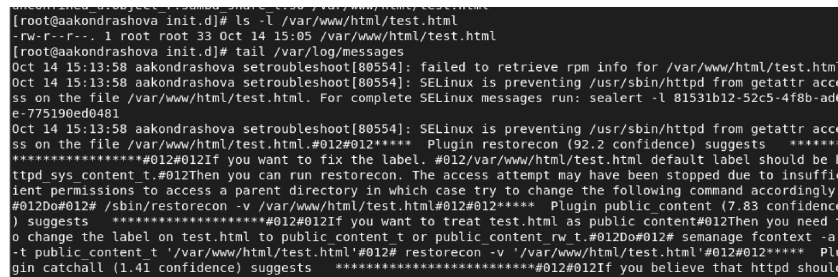 [root@aakondrashova init.d]# ls -l /var/www/html/test.html
-rw-r--r--. 1 root root 33 Oct 14 15:05 /var/www/html/test.html
[root@aakondrashova init.d]# tail /var/log/messages
Oct 14 15:13:58 aakondrashova setroubleshoot[80554]: failed to retrieve rpm info for /var/www/html/test.html
Oct 14 15:13:58 aakondrashova setroubleshoot[80554]: SELinux is preventing /usr/sbin/httpd from getattr acce
ss on the file /var/www/html/test.html. For complete SELinux messages run: sealert -l 81531b12-52c5-4f8b-ade
e-775190ed0481
Oct 14 15:13:58 aakondrashova setroubleshoot[80554]: SELinux is preventing /usr/sbin/httpd from getattr acce
ss on the file /var/www/html/test.html.#012#012***** Plugin restorecon (92.2 confidence) suggests *******
******************#012#012If you want to fix the label. #012/var/www/html/test.html default label should be h
ttpd_sys_content_t.#012Then you can run restorecon. The access attempt may have been stopped due to insuffic
ient permissions to access a parent directory in which case try to change the following command accordingly.
#012Do#012# /sbin/restorecon -v /var/www/html/test.html#012#012***** Plugin public_content (7.83 confidence
) suggests ********************#012#012If you want to treat test.html as public content#012Then you need t
o change the label on test.html to public_content_t or public_content_rw_t.#012Do#012# semanage fcontext -a
-t public_content_t '/var/www/html/test.html'#012# restorecon -v '/var/www/html/test.html'#012#012***** Plu
gin catchall (1.41 confidence) suggests **************************#012#012If you believe that httpd shoul